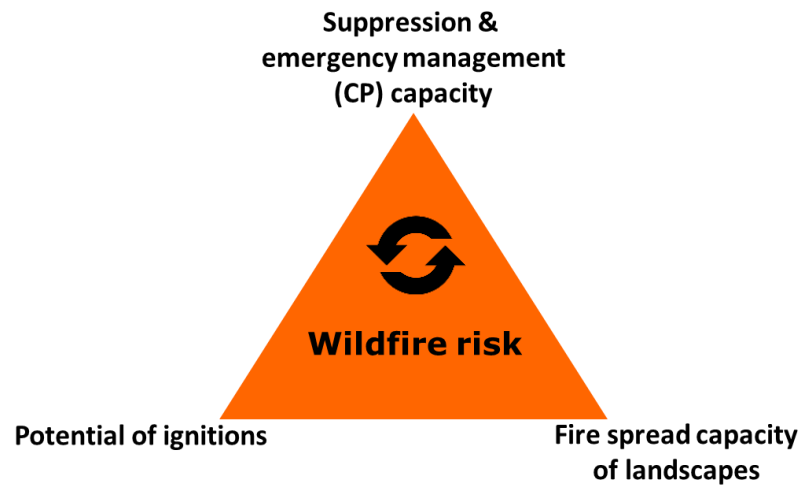 Suppression &
emergency management
(CP) capacity
Wildfire risk
Potential of ignitions
Fire spread capacity
of landscapes